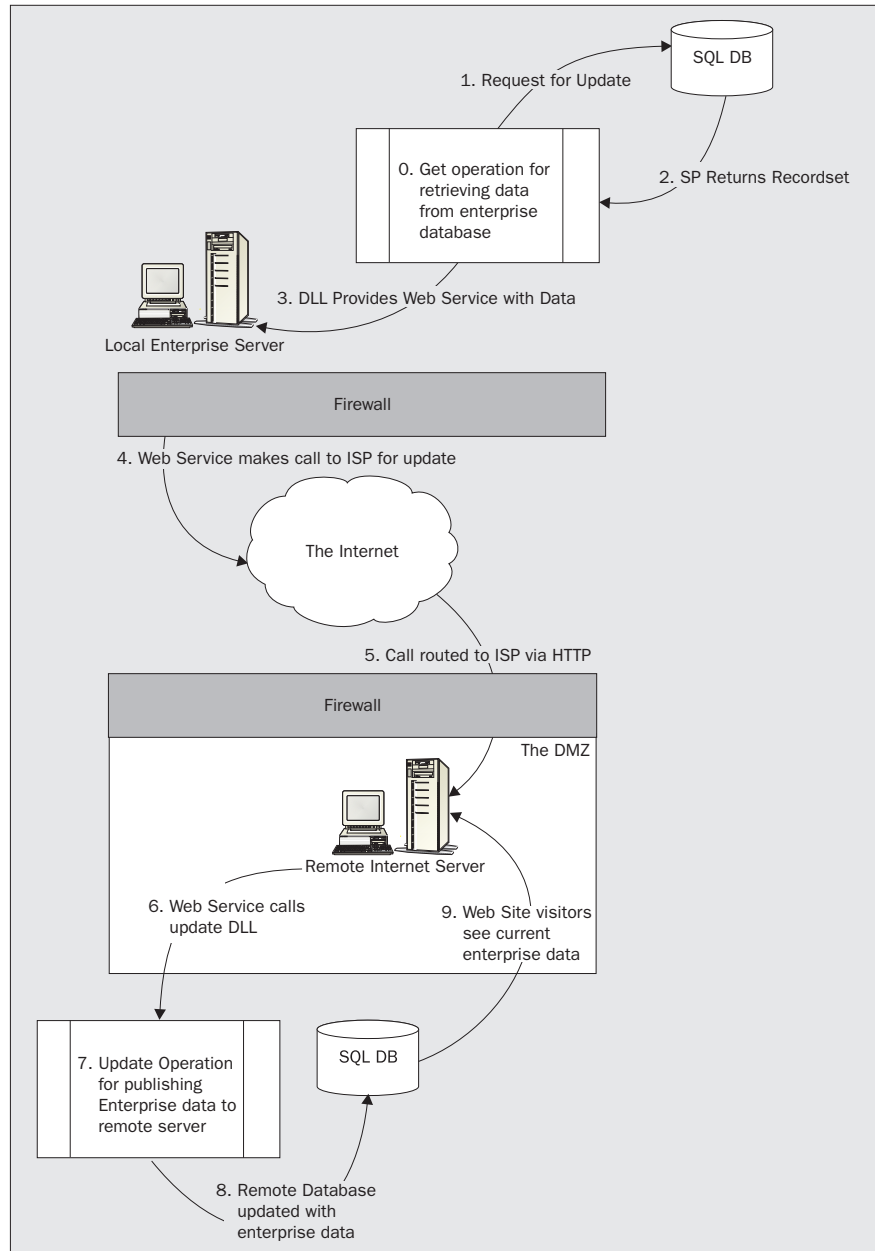 SQL DB
1. Request for Update
0. Get operation for
retrieving data
from enterprise
database
2. SP Returns Recordset
3. DLL Provides Web Service with Data
Local Enterprise Server
Firewall
4. Web Service makes call to ISP for update
The Internet
5. Call routed to ISP via HTTP
Firewall
The DMZ
Remote Internet Server
6. Web Service calls
update DLL
9. Web Site visitors
see current
enterprise data
7. Update Operation
for publishing
Enterprise data to
remote server
SQL DB
8. Remote Database
updated with
enterprise data